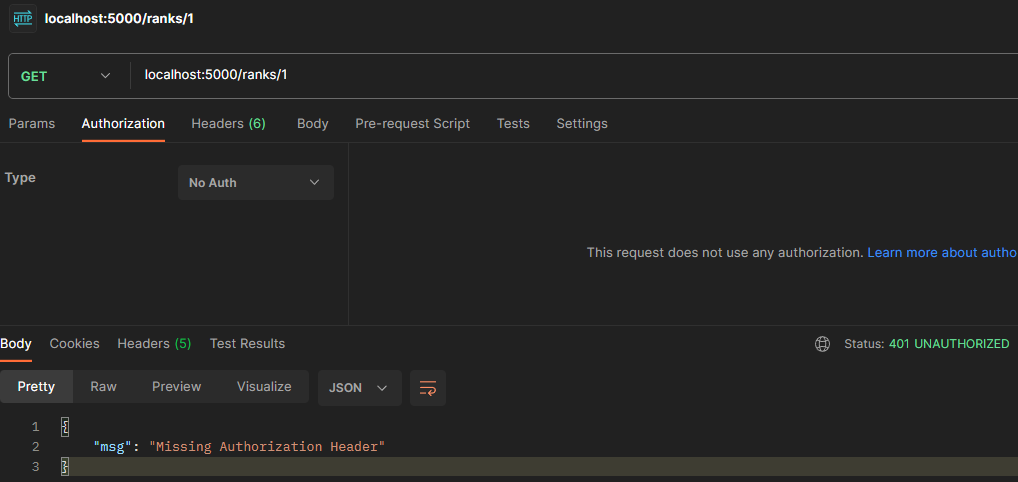 HTTP localhost:5000/ranks/1
GET localhost:5000/ranks/1
Params Authorization Headers (6) Body Pre-request Script Tests Settings
Type No Auth
This request does not use any authorization. Learn more about autho
Body Cookies Headers (5) Test Results Status: 401 UNAUTHORIZED
Pretty Raw Preview Visualize JSON
1 {
2 "msg": "Missing Authorization Header"
3 }